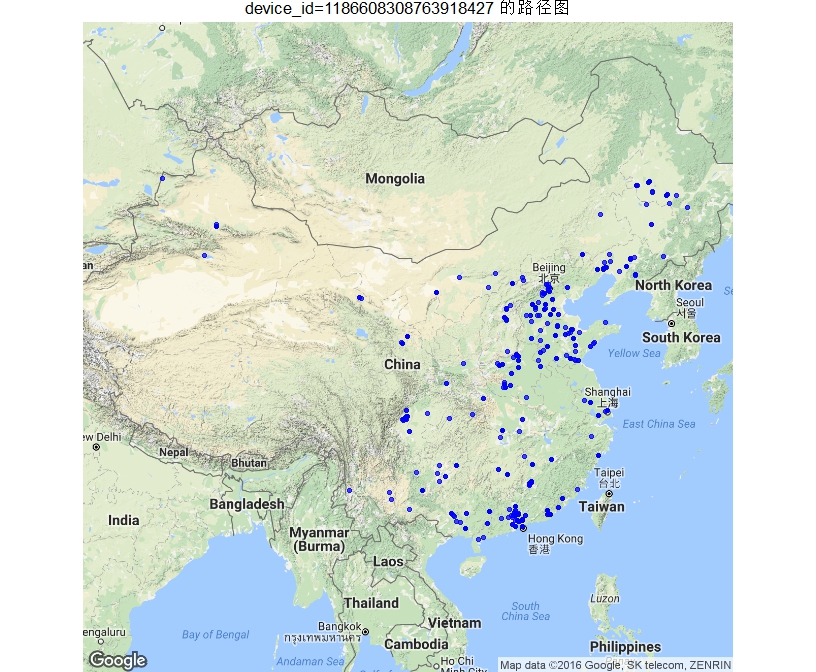 device_id=1186608308763918427 的路径图
Mongolia
Beijing
北京
North Korea
Seoul
서울
South Korea
China
Yellow Sea
Shanghai
上海
East China Sea
ew Delhi
Nepal
Bhutan
Taipei
台北
Taiwan
Bangladesh
India
Myanmar
(Burma)
Hong Kong
香港
Laos
Thailand
Luzon
South
China Sea
Vietnam
Bangkok
กรุงเทพมหานคร
engaluru
Bay of Bengal
Cambodia
Philippines
Andaman Sea
Ho Chi
Google
Map data ©2016 Google, SK telecom, ZENRIN